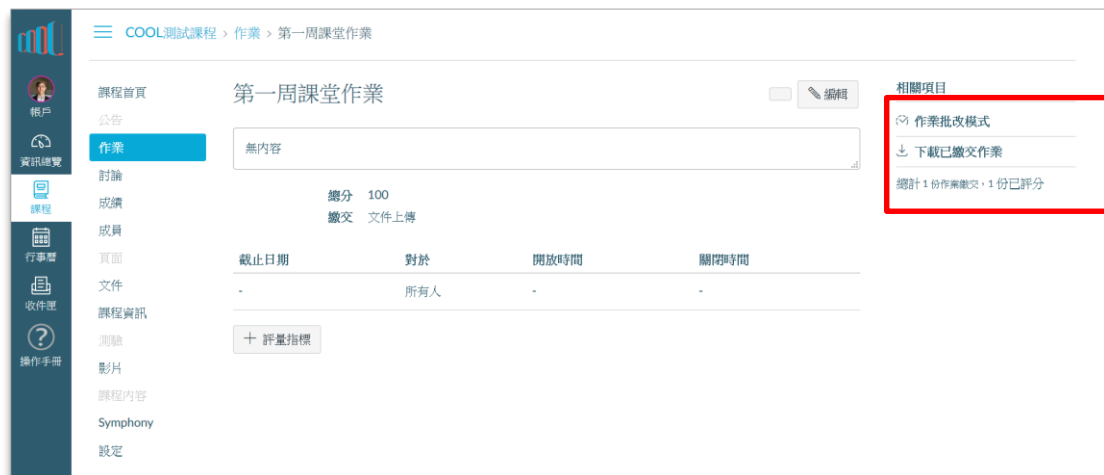 COOL
COOL測試課程 > 作業 > 第一周課堂作業
帳戶
資訊總覽
課程
行事曆
收件匣
操作手冊
課程首頁
公告
作業
討論
成績
成員
頁面
文件
課程資訊
測驗
影片
課程內容
Symphony
設定
第一周課堂作業
編輯
無內容
總分 100
繳交 文件上傳
截止日期 對於 開放時間 關閉時間
- 所有人 - -
+ 評量指標
相關項目
作業批改模式
下載已繳交作業
總計 1 份作業繳交，1 份已評分